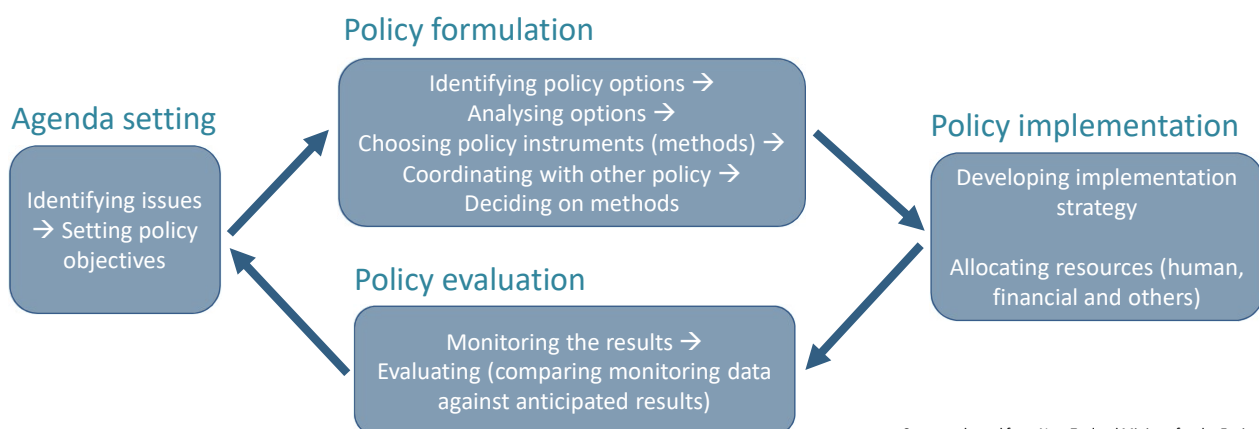 Policy formulation
Identifying policy options →
Analysing options →
Choosing policy instruments (methods) →
Coordinating with other policy →
Deciding on methods
Agenda setting
Identifying issues
→ Setting policy
objectives
Policy implementation
Developing implementation
strategy
Allocating resources (human,
financial and others)
Policy evaluation
Monitoring the results →
Evaluating (comparing monitoring data
against anticipated results)